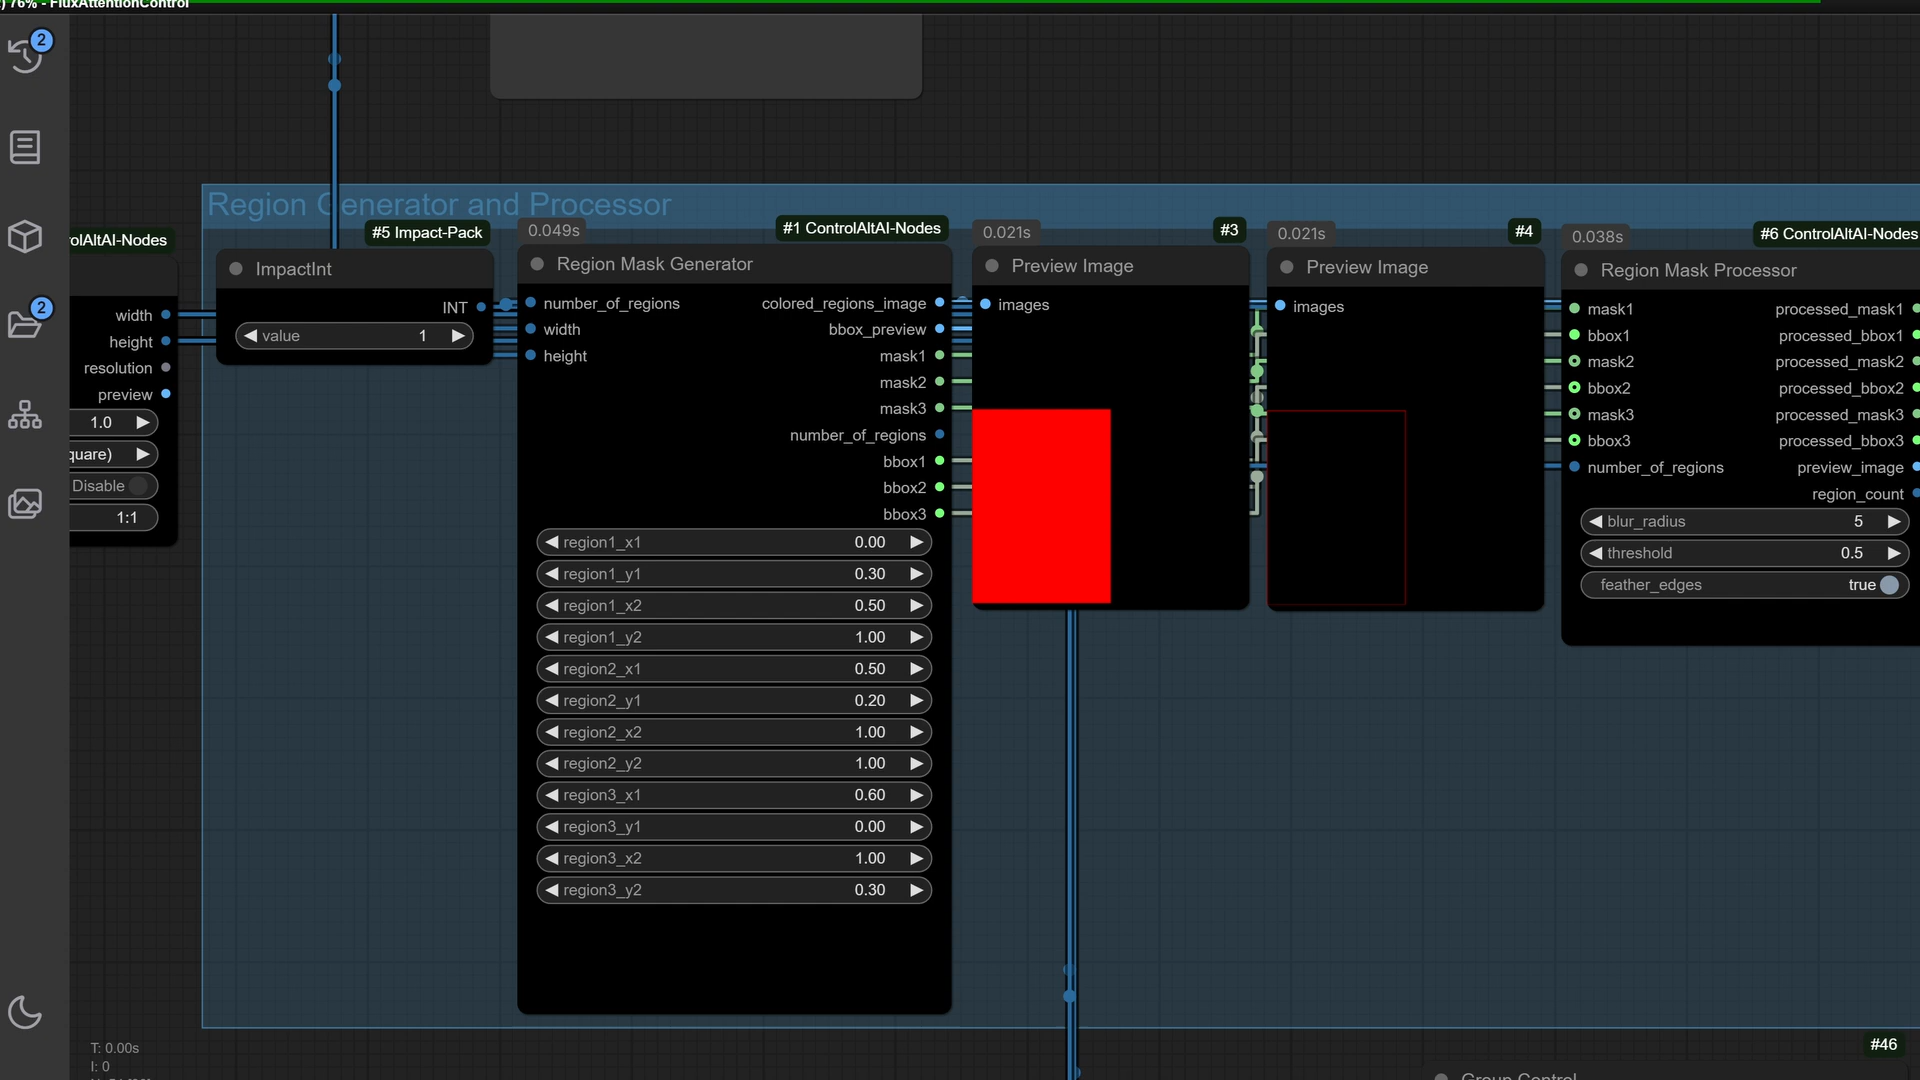 ) 76% - FluxAttentionControl
2
2
Region Generator and Processor
olAltAI-Nodes
width
height
resolution
preview
1.0
quare)
Disable
1:1
#5 Impact-Pack
ImpactInt
INT
value 1
0.049s
#1 ControlAltAI-Nodes
Region Mask Generator
number_of_regions colored_regions_image
width bbox_preview
height mask1
mask2
mask3
number_of_regions
bbox1
bbox2
bbox3
region1_x1 0.00
region1_y1 0.30
region1_x2 0.50
region1_y2 1.00
region2_x1 0.50
region2_y1 0.20
region2_x2 1.00
region2_y2 1.00
region3_x1 0.60
region3_y1 0.00
region3_x2 1.00
region3_y2 0.30
0.021s
#3
Preview Image
images
0.021s
#4
Preview Image
images
0.038s
#6 ControlAltAI-Nodes
Region Mask Processor
mask1 processed_mask1
bbox1 processed_bbox1
mask2 processed_mask2
bbox2 processed_bbox2
mask3 processed_mask3
bbox3 processed_bbox3
number_of_regions preview_image
region_count
blur_radius 5
threshold 0.5
feather_edges true
T: 0.00s
I: 0
#46
Group Control